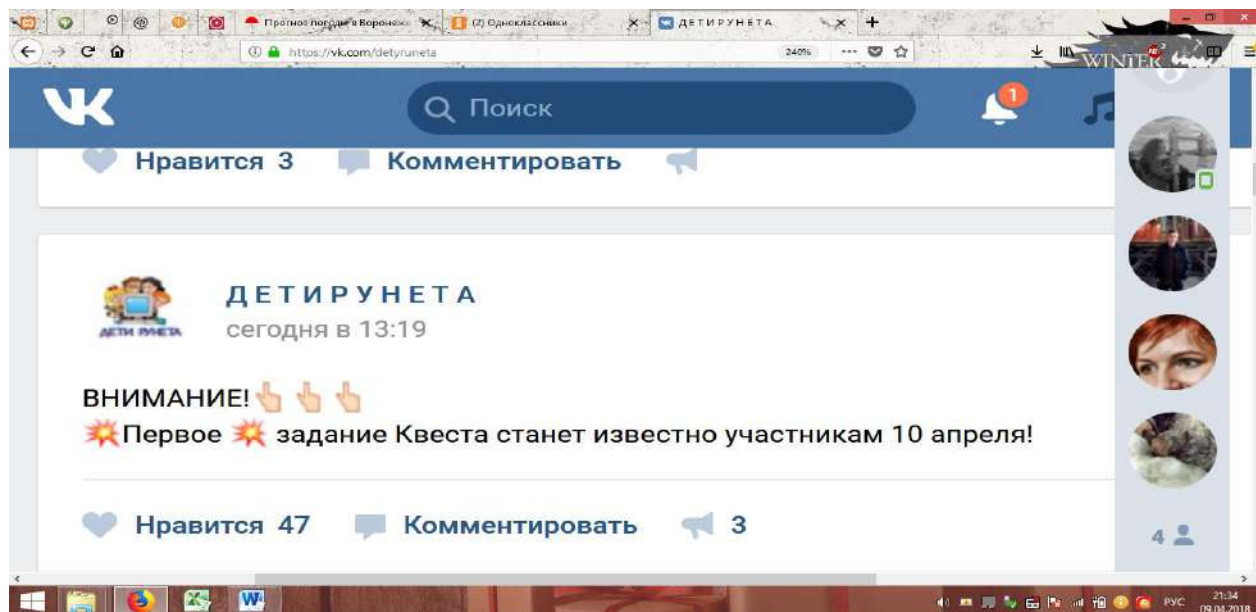 Прогноз погоды в Воронеже
(2) Одноклассники
ДЕТИРУНЕТА
https://vk.com/detyruneta
240%
WINTER
Поиск
1
Нравится 3
Комментировать
ДЕТИРУНЕТА
сегодня в 13:19
ДЕТИ РУНЕТА
ВНИМАНИЕ!👆👆👆
💥Первое 💥 задание Квеста станет известно участникам 10 апреля!
Нравится 47
Комментировать
3
4
РУС
21:34
09.04.2018